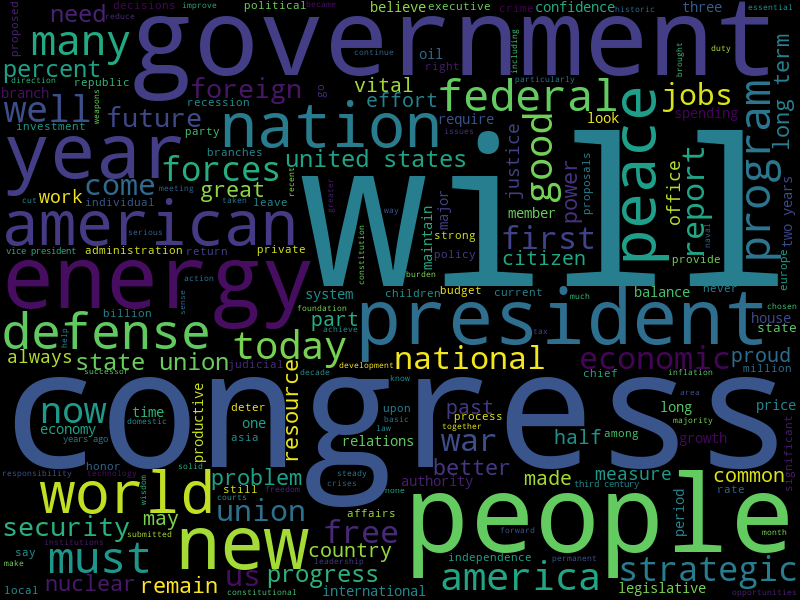 proposed decisions improve political became believe executive crime confidence historic three essential
need reduce government continue oil including duty
many percent right particularly brought
direction republic foreign vital federal jobs long term
branch weapons recession go effort look spending
well future nation require peace program
investment party branches issues justice good power proposals
year forces united states office report two years
come great member
work individual meeting recent greater way major maintain
cut american taken leave constitution strong first citizen provide naval europe
vice president administration serious return private policy
energy action burden children budget current balance never chosen
sense billion system foundation much president house state
defense help part achieve tax
always today national economic proud
state union judicial development chief inflation million
successor decade know
congress
now time productive deter resource past process area long price
economy domestic one upon basic together majority
years ago asia relations law war half among growth significant
responsibility honor technology solid steady better authority made measure common
world wisdom problem crises none third century rate
still courts freedom union affairs people period
security may submitted free month
say institutions new leadership country forward
must us independence permanent strategic
make nuclear remain progress america legislative
local constitutional international opportunities
will